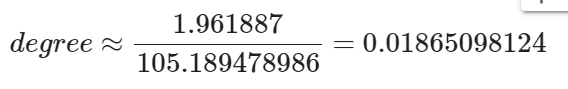 degree ≈ 1.961887 / 105.189478986 = 0.01865098124